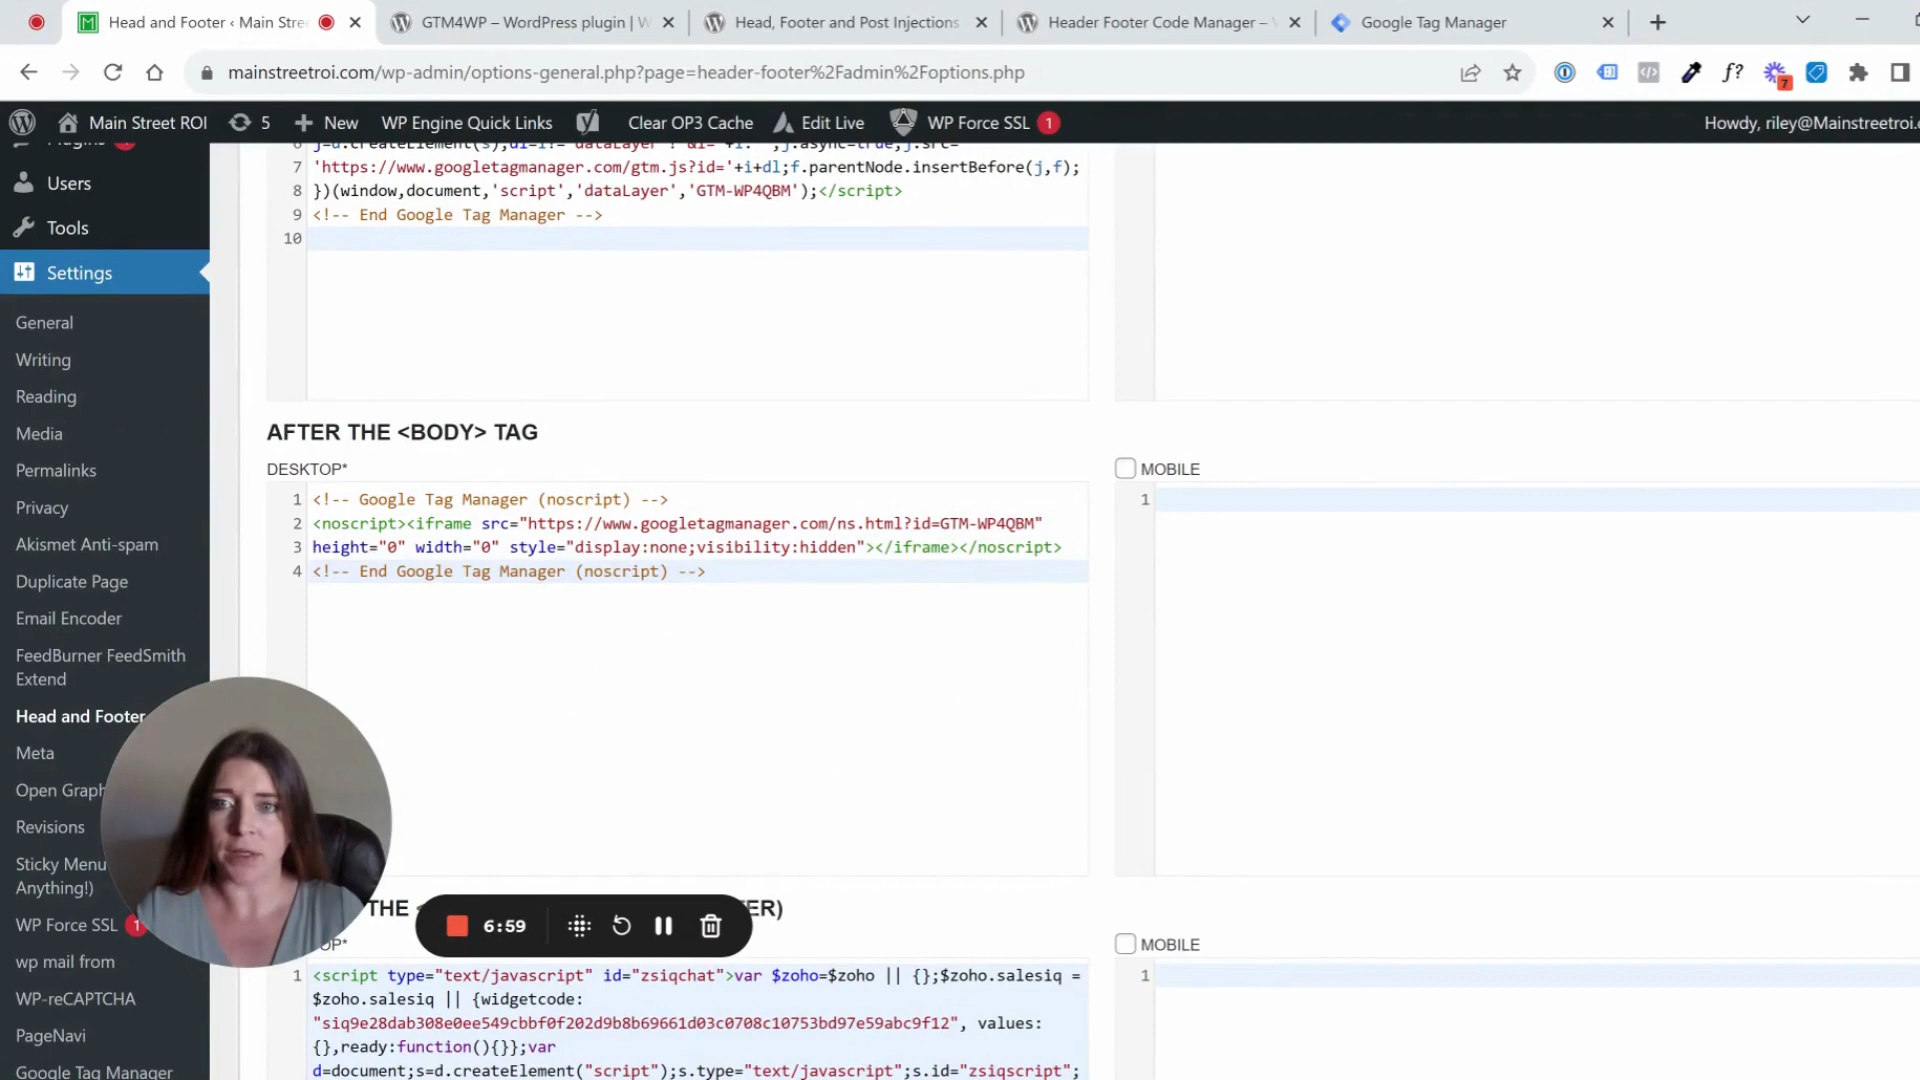 Head and Footer ‹ Main Stre
GTM4WP – WordPress plugin | W
Head, Footer and Post Injections
Header Footer Code Manager –
Google Tag Manager
mainstreetroi.com/wp-admin/options-general.php?page=header-footer%2Fadmin%2Foptions.php
f?
7
Main Street ROI
5
New
WP Engine Quick Links
Clear OP3 Cache
Edit Live
WP Force SSL 1
Howdy, riley@Mainstreetroi.c
Plugins
Users
Tools
Settings
General
Writing
Reading
Media
Permalinks
Privacy
Akismet Anti-spam
Duplicate Page
Email Encoder
FeedBurner FeedSmith
Extend
Head and Footer
Meta
Open Graph
Revisions
Sticky Menu
Anything!)
WP Force SSL 1
wp mail from
WP-reCAPTCHA
PageNavi
Google Tag Manager
7 'https://www.googletagmanager.com/gtm.js?id='+i+dl;f.parentNode.insertBefore(j,f);
8 })(window,document,'script','dataLayer','GTM-WP4QBM');</script>
9 <!-- End Google Tag Manager -->
10
AFTER THE <BODY> TAG
DESKTOP*
MOBILE
1 <!-- Google Tag Manager (noscript) -->
2 <noscript><iframe src="https://www.googletagmanager.com/ns.html?id=GTM-WP4QBM"
3 height="0" width="0" style="display:none;visibility:hidden"></iframe></noscript>
4 <!-- End Google Tag Manager (noscript) -->
1
THE < ER)
OP*
MOBILE
6:59
1 <script type="text/javascript" id="zsiqchat">var $zoho=$zoho || {};$zoho.salesiq =
$zoho.salesiq || {widgetcode:
"siq9e28dab308e0ee549cbbf0f202d9b8b69661d03c0708c10753bd97e59abc9f12", values:
{},ready:function(){}};var
d=document;s=d.createElement("script");s.type="text/javascript";s.id="zsiqscript";
1